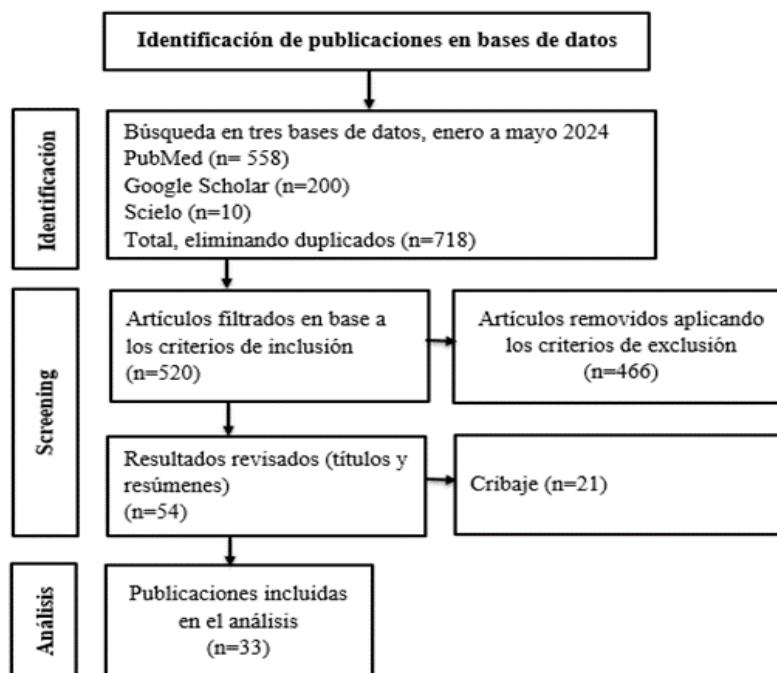 Identificación de publicaciones en bases de datos
Identificación
Búsqueda en tres bases de datos, enero a mayo 2024
PubMed (n= 558)
Google Scholar (n=200)
Scielo (n=10)
Total, eliminando duplicados (n=718)
Screening
Artículos filtrados en base a
los criterios de inclusión
(n=520)
Artículos removidos aplicando
los criterios de exclusión
(n=466)
Resultados revisados (títulos y
resúmenes)
(n=54)
Cribaje (n=21)
Análisis
Publicaciones incluidas
en el análisis
(n=33)